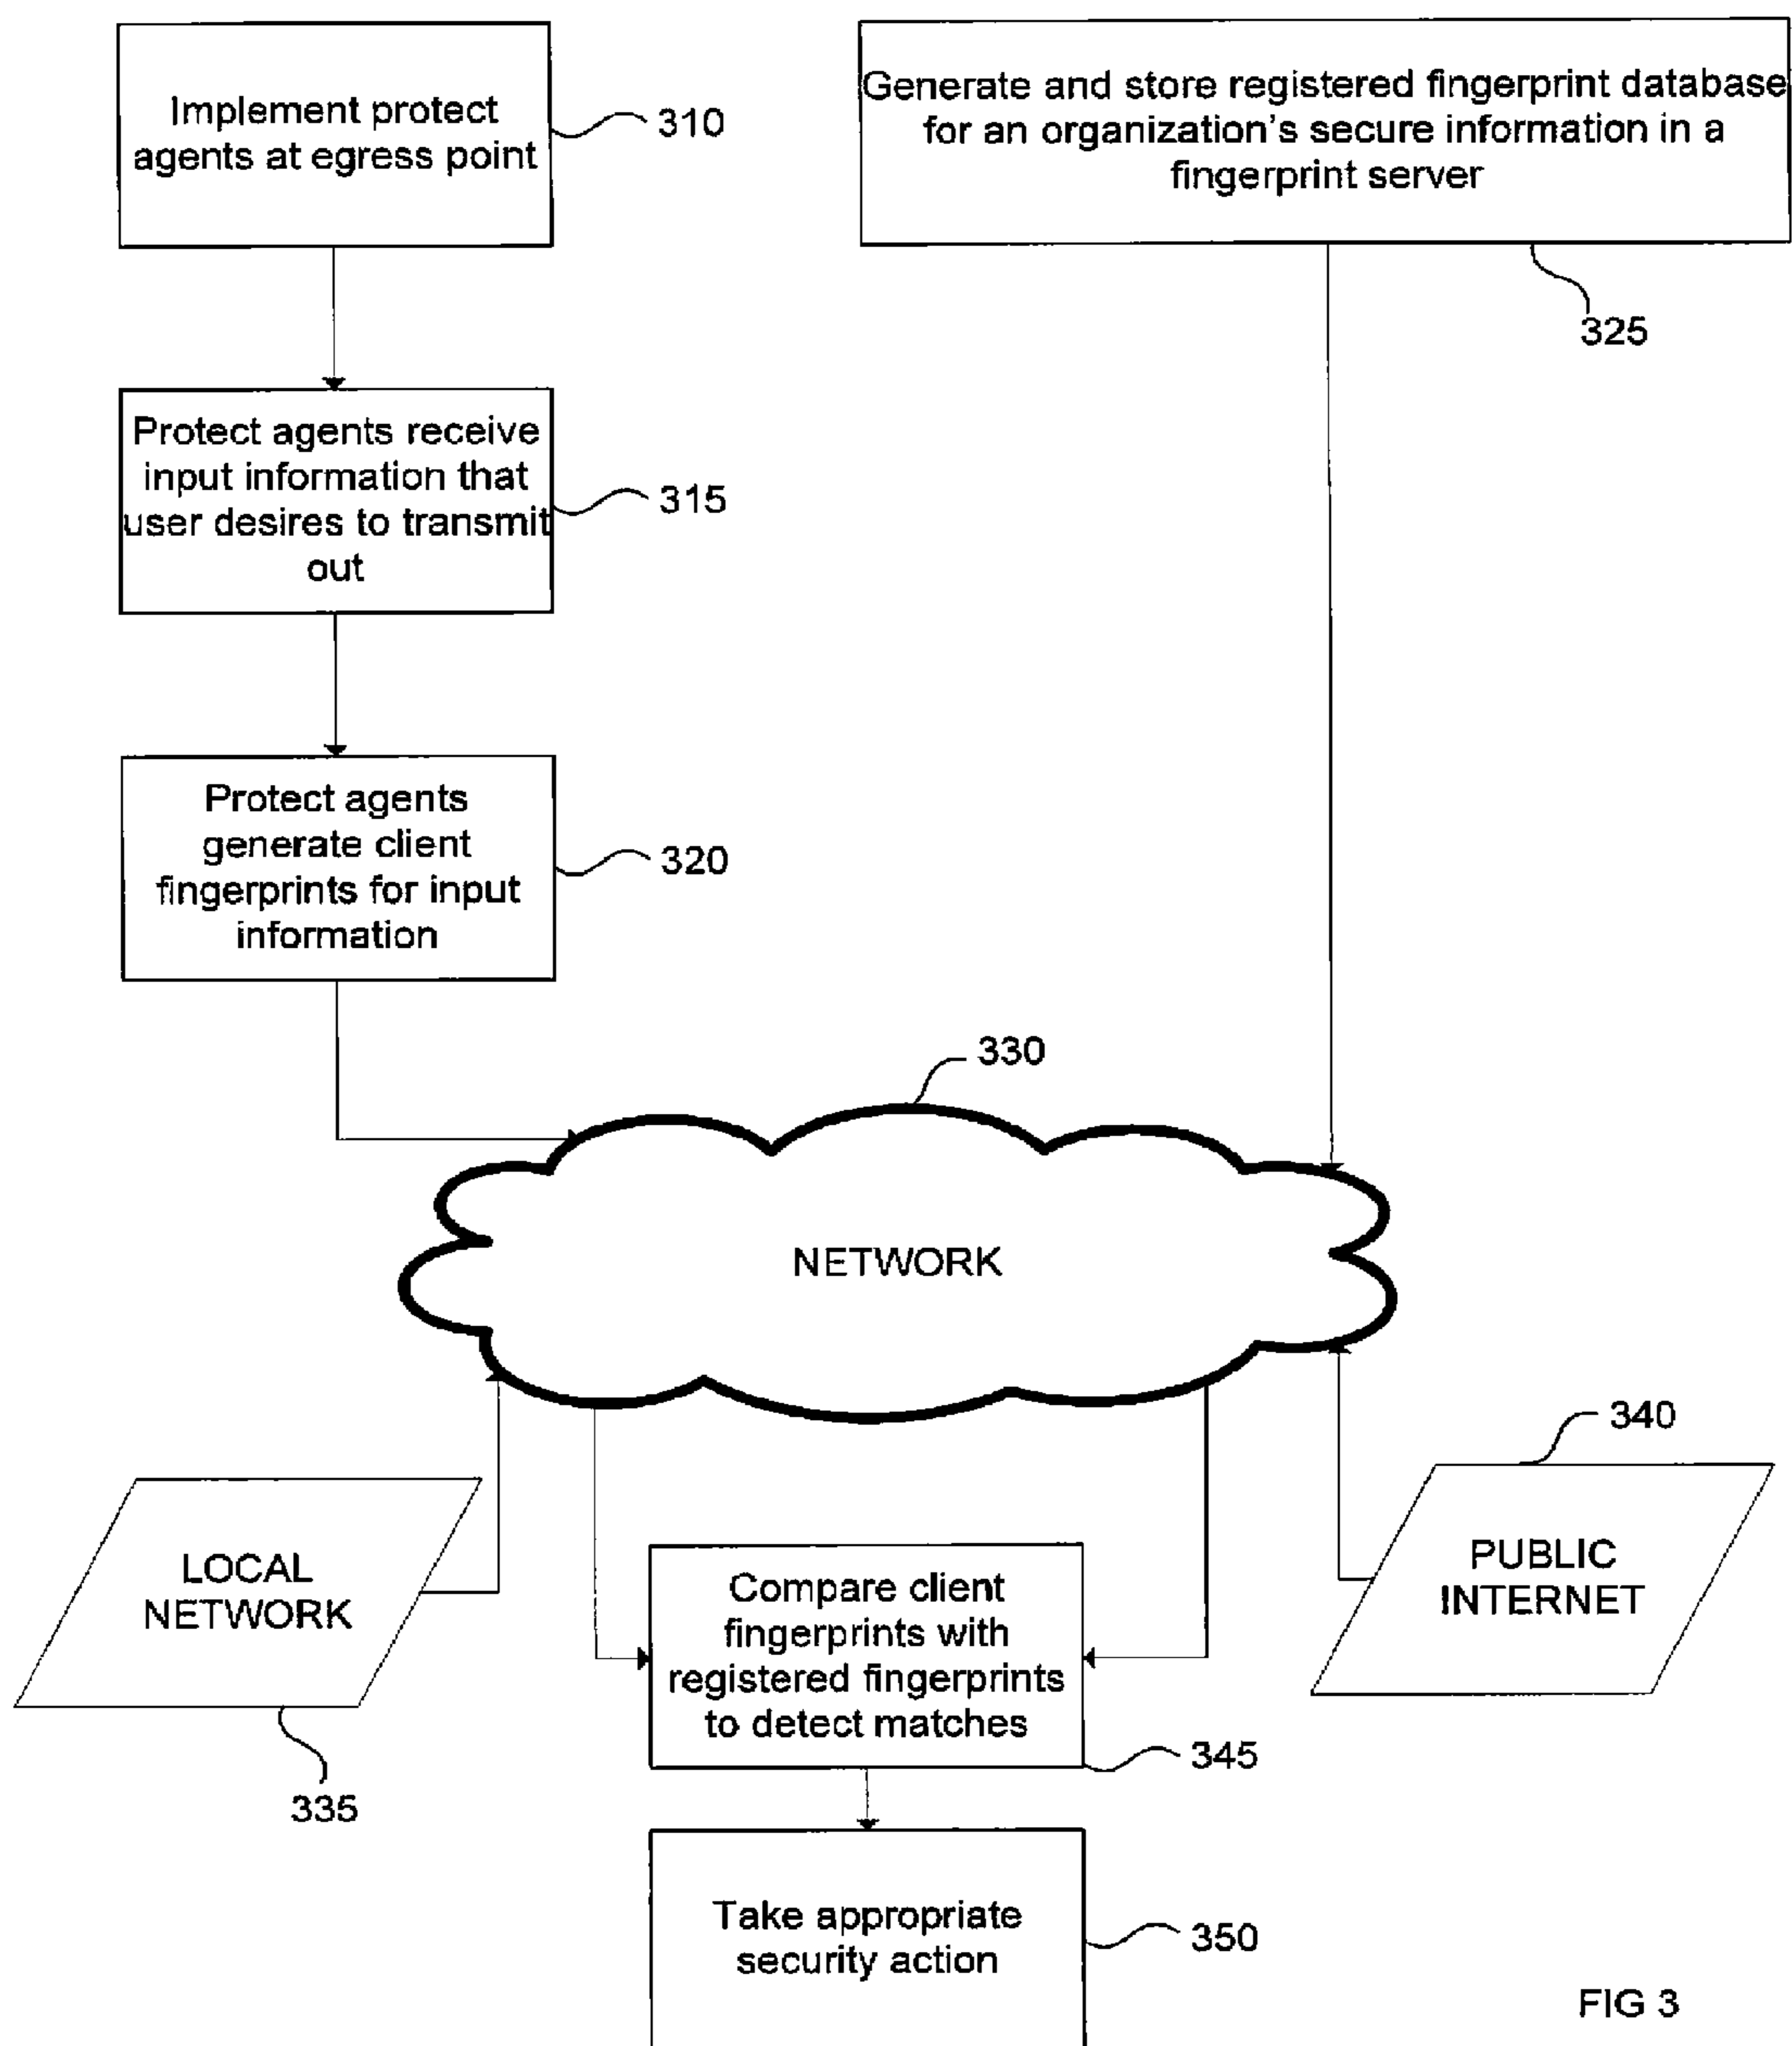 Implement protect
agents at egress point
310
Generate and store registered fingerprint database
for an organization's secure information in a
fingerprint server
325
Protect agents receive
input information that
user desires to transmit
out
315
Protect agents
generate client
fingerprints for input
information
320
330
NETWORK
LOCAL
NETWORK
335
340
PUBLIC
INTERNET
Compare client
fingerprints with
registered fingerprints
to detect matches
345
Take appropriate
security action
350
FIG 3